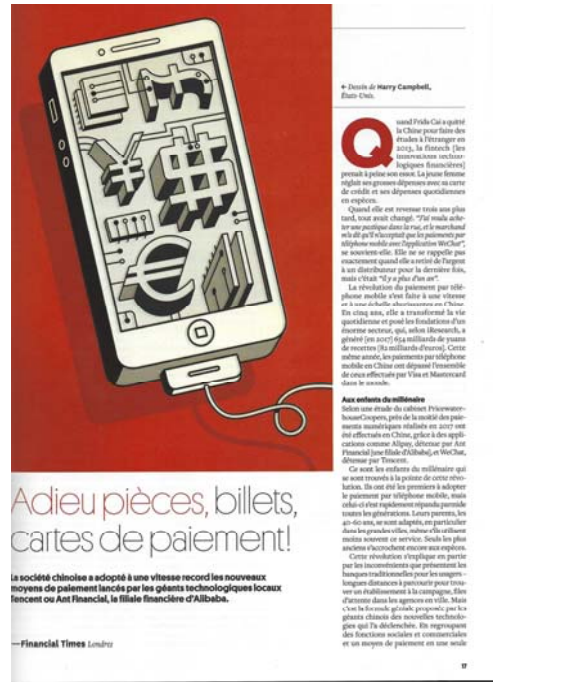 ← Dessin de Harry Campbell,
États-Unis.
Quand Frida Cai a quitté
la Chine pour faire des
études à l'étranger en
2013, la fintech [les
innovations techno-
logiques financières]
prenait à peine son essor. La jeune femme
réglait ses grosses dépenses avec sa carte
de crédit et ses dépenses quotidiennes
en espèces.
Quand elle est revenue trois ans plus
tard, tout avait changé. "J'ai voulu ache-
ter une pastèque dans la rue, et le marchand
m'a dit qu'il n'acceptait que les paiements par
téléphone mobile avec l'application WeChat",
se souvient-elle. Elle ne se rappelle pas
exactement quand elle a retiré de l'argent
à un distributeur pour la dernière fois,
mais c'était "il y a plus d'un an".
La révolution du paiement par télé-
phone mobile s'est faite à une vitesse
et à une échelle ahurissantes en Chine.
En cinq ans, elle a transformé la vie
quotidienne et posé les fondations d'un
énorme secteur, qui, selon iResearch, a
généré [en 2017] 654 milliards de yuans
de recettes [82 milliards d'euros]. Cette
même année, les paiements par téléphone
mobile en Chine ont dépassé l'ensemble
de ceux effectués par Visa et Mastercard
dans le monde.
Aux enfants du millénaire
Selon une étude du cabinet Pricewater-
houseCoopers, près de la moitié des paie-
ments numériques réalisés en 2017 ont
été effectués en Chine, grâce à des appli-
cations comme Alipay, détenue par Ant
Financial [une filiale d'Alibaba], et WeChat,
détenue par Tencent.
Ce sont les enfants du millénaire qui
se sont trouvés à la pointe de cette révo-
lution. Ils ont été les premiers à adopter
le paiement par téléphone mobile, mais
celui-ci s'est rapidement répandu parmi de
toutes les générations. Leurs parents, les
40-60 ans, se sont adaptés, en particulier
dans les grandes villes, même s'ils utilisent
moins souvent ce service. Seuls les plus
anciens s'accrochent encore aux espèces.
Cette révolution s'explique en partie
par les inconvénients que présentent les
banques traditionnelles pour les usagers –
longues distances à parcourir pour trou-
ver un établissement à la campagne, files
d'attente dans les agences en ville. Mais
c'est la formule géniale proposée par les
géants chinois des nouvelles technolo-
gies qui l'a déclenchée. En regroupant
des fonctions sociales et commerciales
et un moyen de paiement en une seule
Adieu pièces, billets,
cartes de paiement!
La société chinoise a adopté à une vitesse record les nouveaux
moyens de paiement lancés par les géants technologiques locaux
Tencent ou Ant Financial, la filiale financière d'Alibaba.
—Financial Times Londres
17